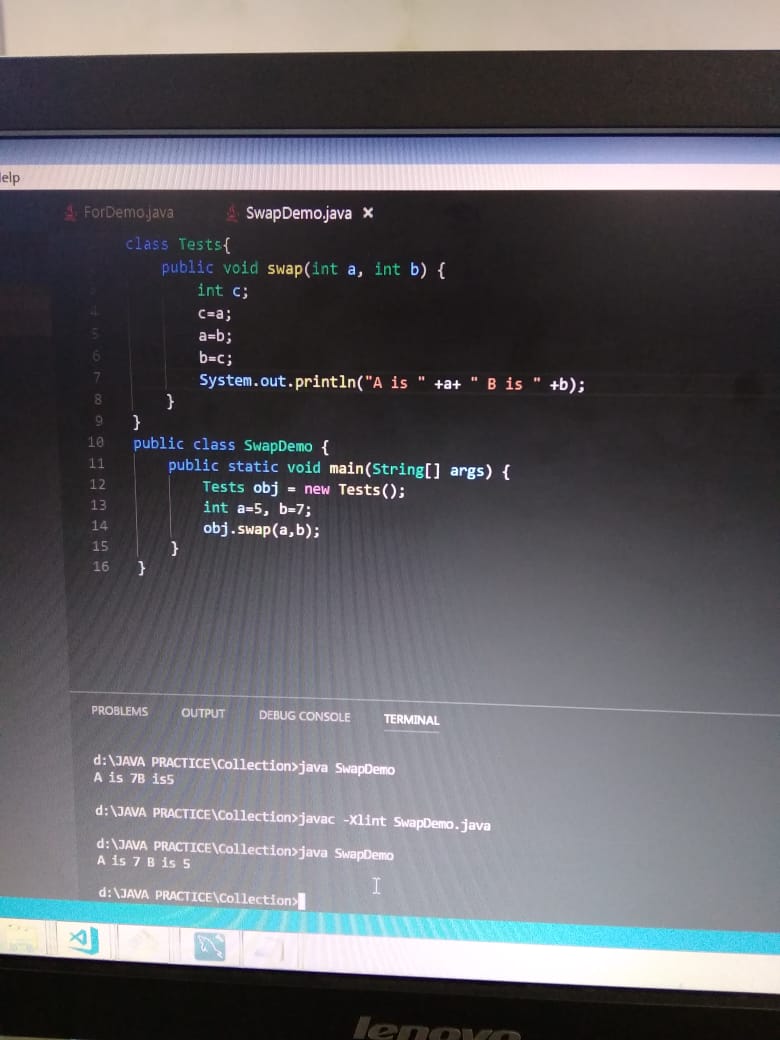 elp
ForDemo.java SwapDemo.java ×
class Tests{
public void swap(int a, int b) {
int c;
4 c=a;
5 a=b;
6 b=c;
7 System.out.println("A is " +a+ " B is " +b);
8 }
9 }
10 public class SwapDemo {
11 public static void main(String[] args) {
12 Tests obj = new Tests();
13 int a=5, b=7;
14 obj.swap(a,b);
15 }
16 }
PROBLEMS OUTPUT DEBUG CONSOLE TERMINAL
d:\JAVA PRACTICE\Collection>java SwapDemo
A is 7B is5
d:\JAVA PRACTICE\Collection>javac -Xlint SwapDemo.java
d:\JAVA PRACTICE\Collection>java SwapDemo
A is 7 B is 5
d:\JAVA PRACTICE\Collection>
lenovo